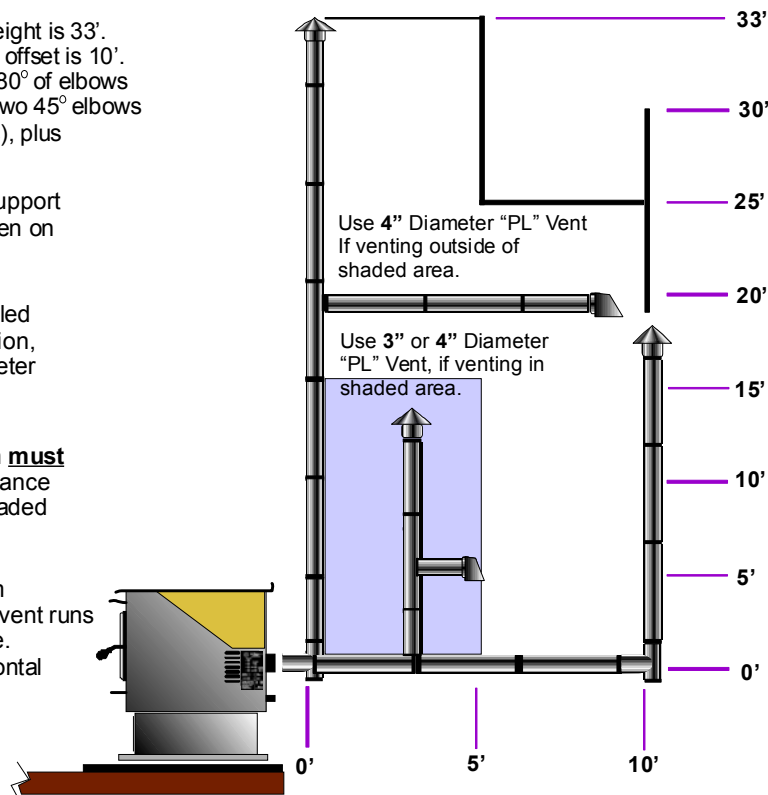 eight is 33’.
offset is 10’.
80° of elbows
wo 45° elbows
), plus
upport
en on
led
ion,
eter
must
ance
aded
vent runs
e.
ontal
Use 4” Diameter “PL” Vent
If venting outside of
shaded area.
Use 3” or 4” Diameter
“PL” Vent, if venting in
shaded area.
33’
30’
25’
20’
15’
10’
5’
0’
0’
5’
10’